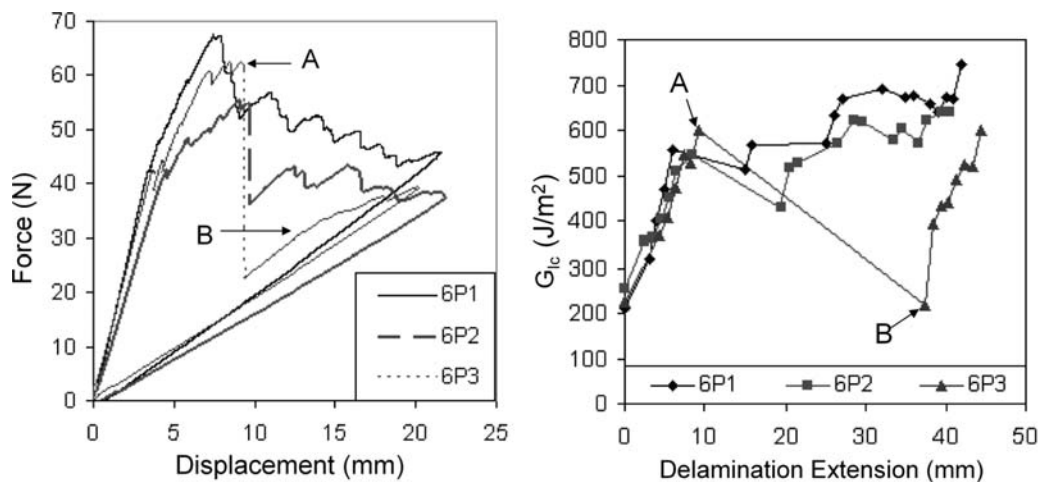 70
60
50
40
30
20
10
0
Force (N)
A
B
6P1
6P2
6P3
0 5 10 15 20 25
Displacement (mm)
800
700
600
500
400
300
200
100
0
G_Ic (J/m²)
A
B
6P1 6P2 6P3
0 10 20 30 40 50
Delamination Extension (mm)